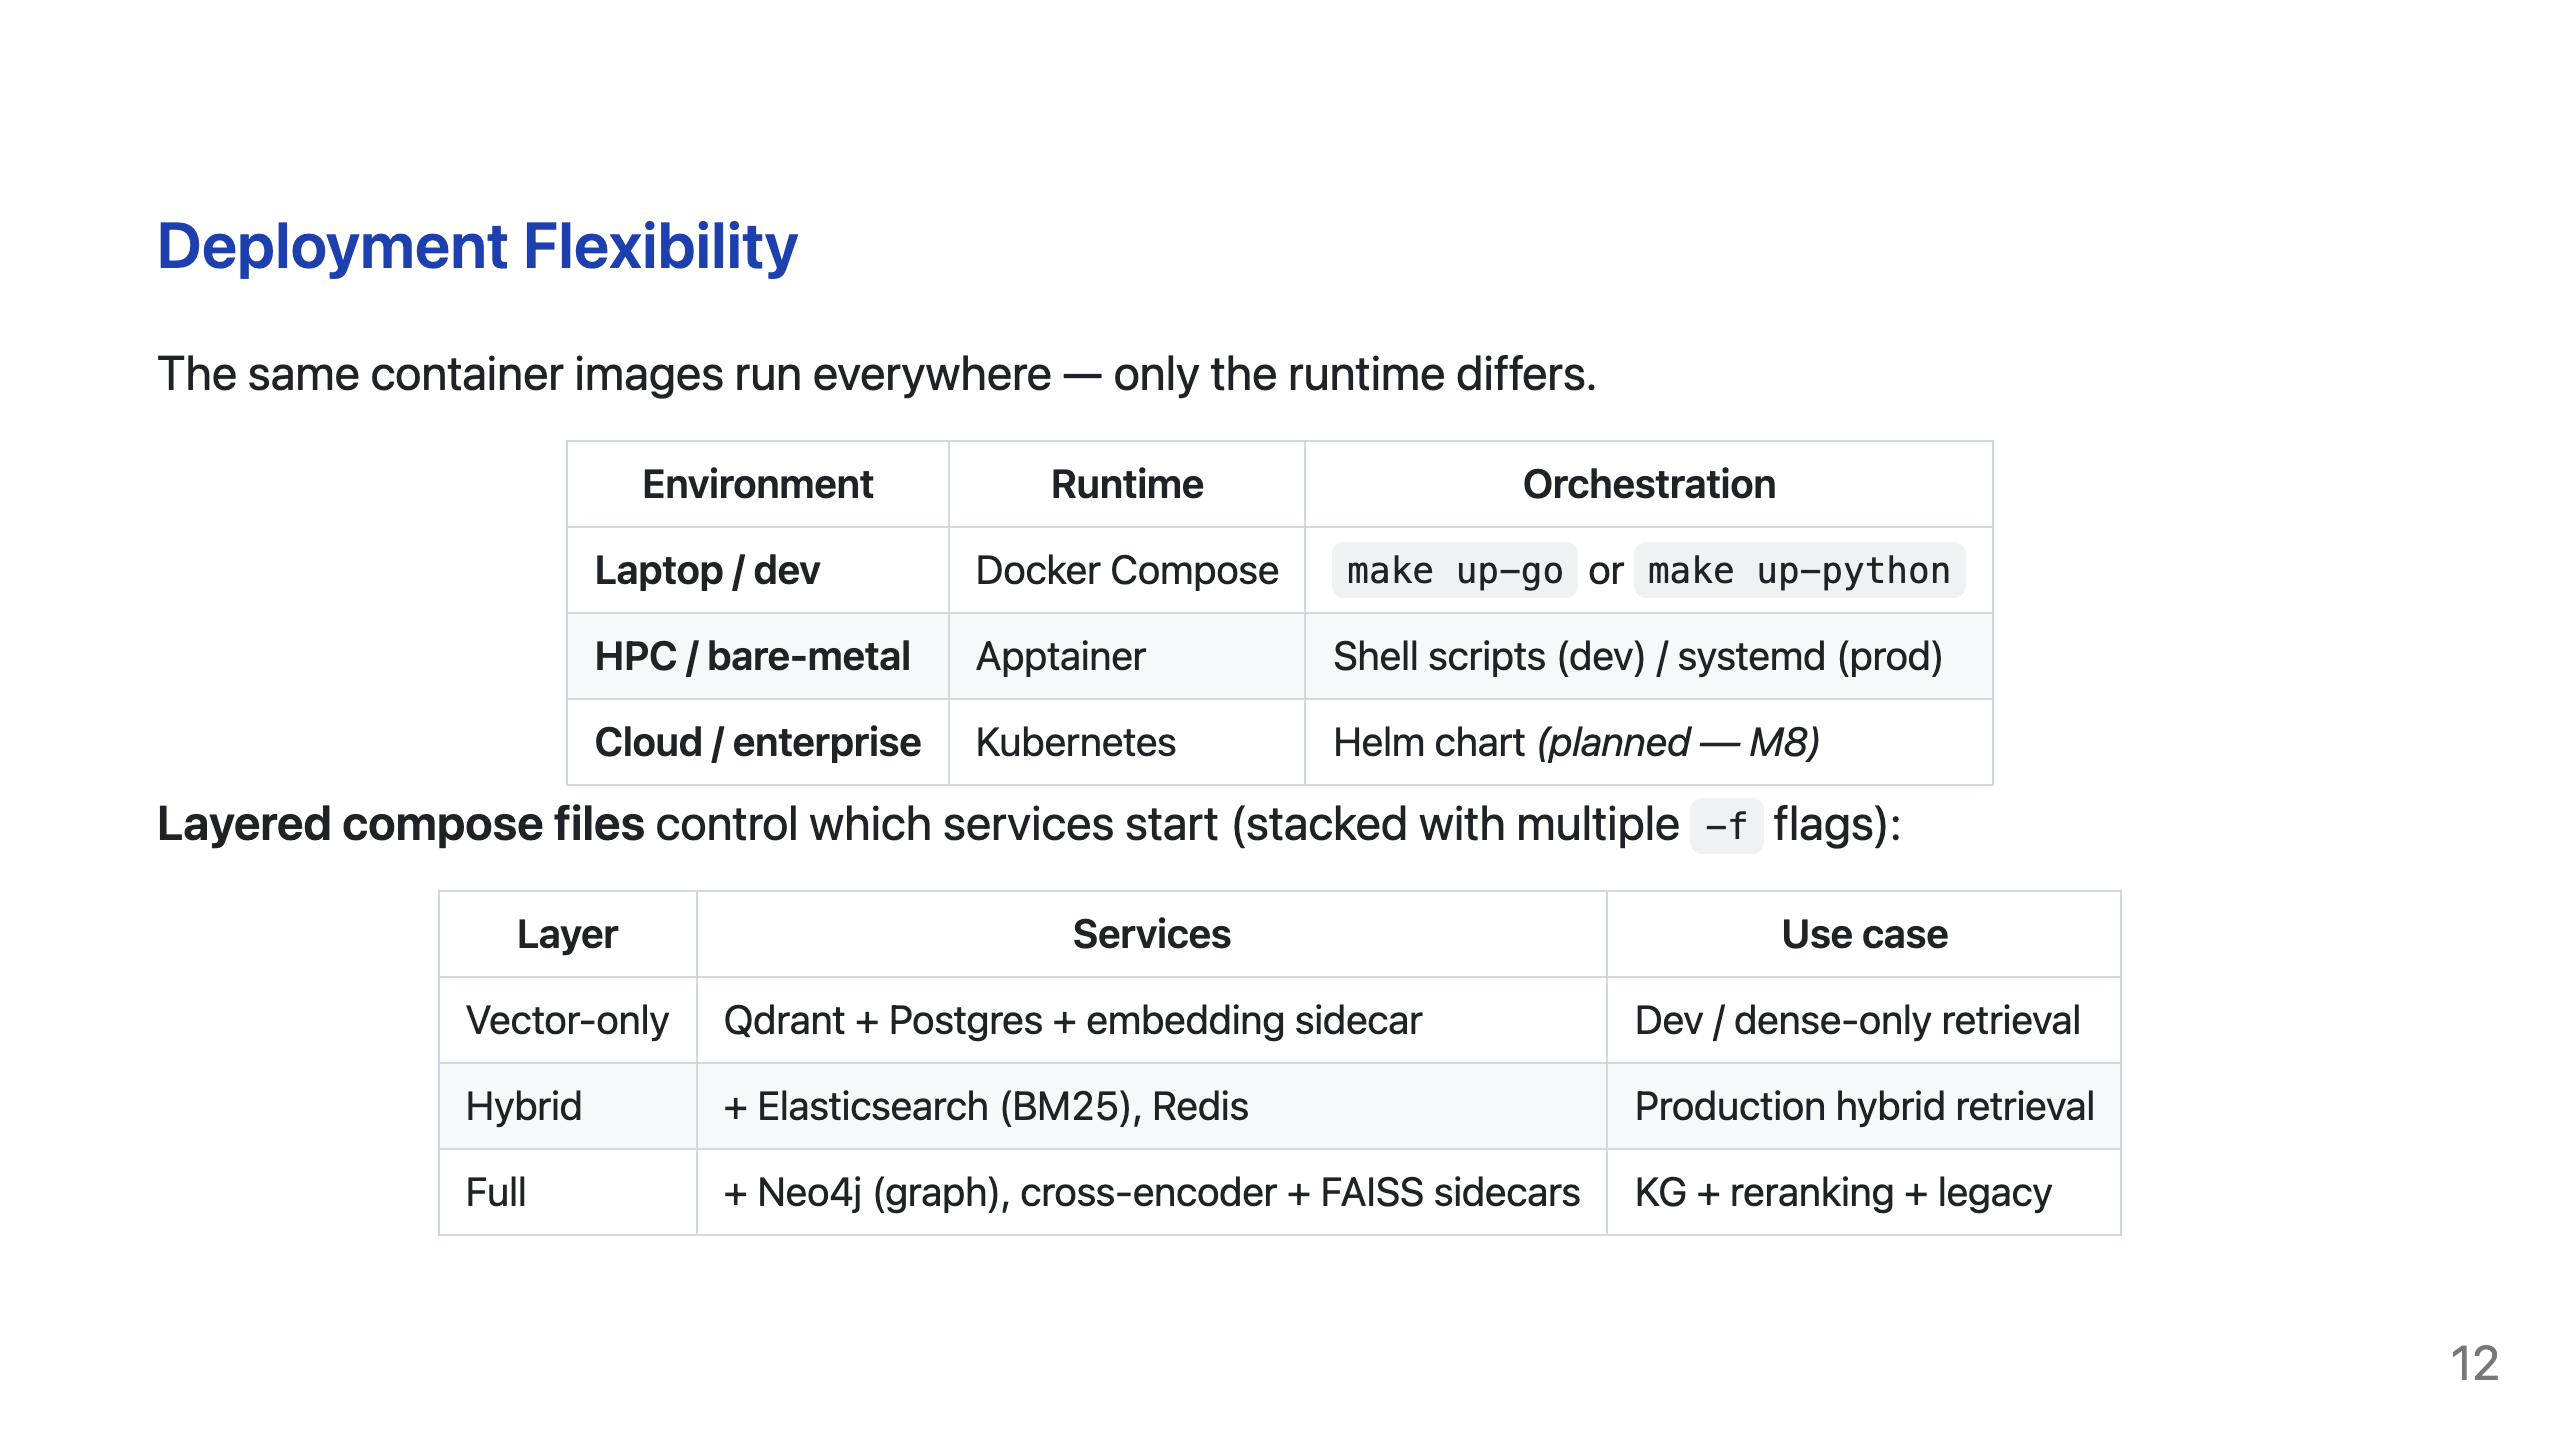 Deployment Flexibility
The same container images run everywhere — only the runtime differs.
Environment Runtime Orchestration
Laptop / dev Docker Compose make up-go or make up-python
HPC / bare-metal Apptainer Shell scripts (dev) / systemd (prod)
Cloud / enterprise Kubernetes Helm chart (planned — M8)
Layered compose files control which services start (stacked with multiple -f flags):
Layer Services Use case
Vector-only Qdrant + Postgres + embedding sidecar Dev / dense-only retrieval
Hybrid + Elasticsearch (BM25), Redis Production hybrid retrieval
Full + Neo4j (graph), cross-encoder + FAISS sidecars KG + reranking + legacy
12